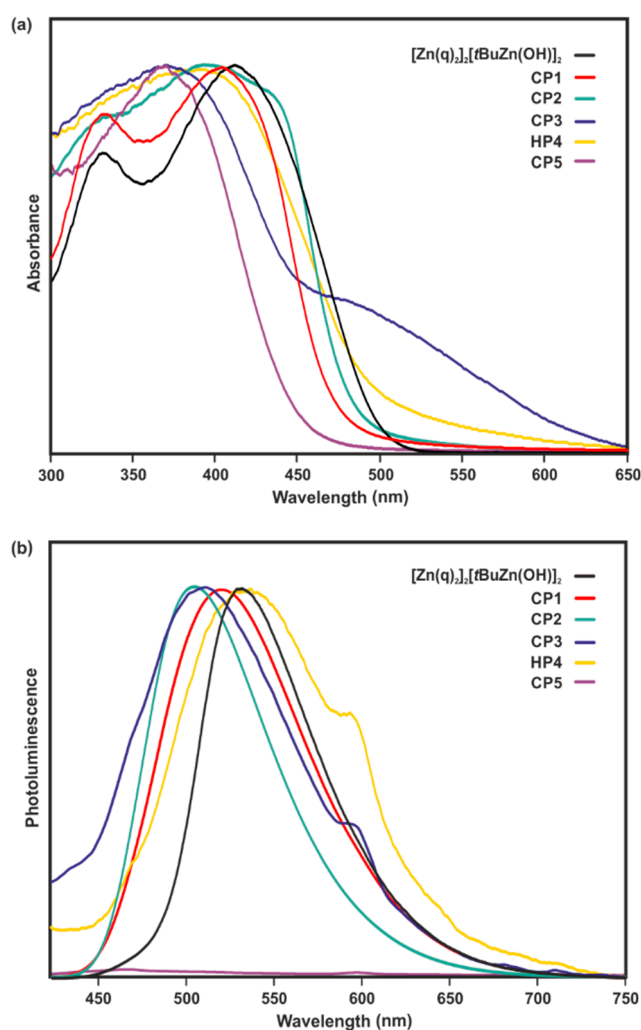 (a)
[Zn(q)₂]₂[tBuZn(OH)]₂
CP1
CP2
CP3
HP4
CP5
Absorbance
300 350 400 450 500 550 600 650
Wavelength (nm)
(b)
[Zn(q)₂]₂[tBuZn(OH)]₂
CP1
CP2
CP3
HP4
CP5
Photoluminescence
450 500 550 600 650 700 750
Wavelength (nm)